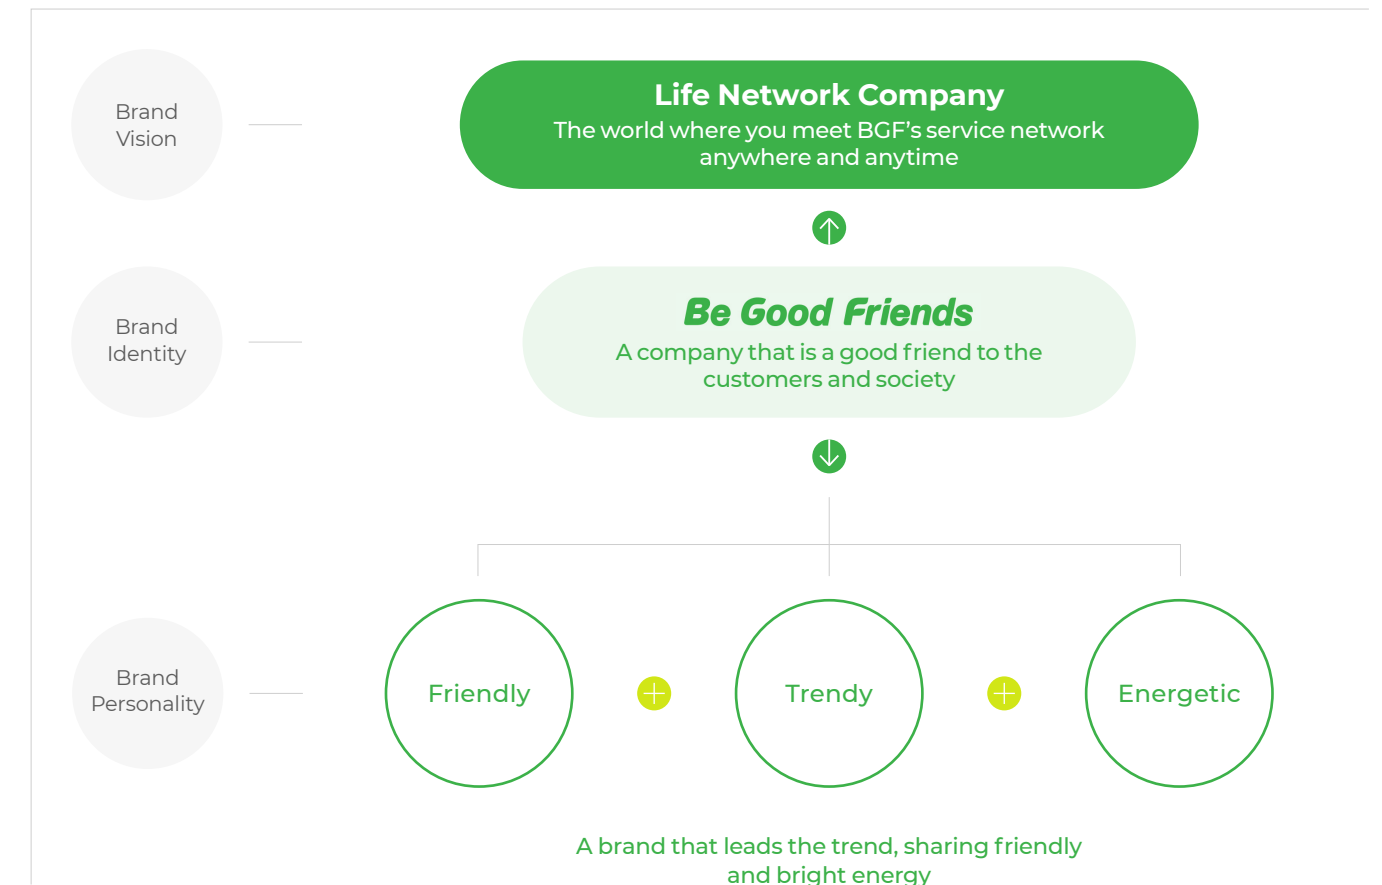 Brand
Vision
Life Network Company
The world where you meet BGF’s service network
anywhere and anytime
Brand
Identity
Be Good Friends
A company that is a good friend to the
customers and society
Brand
Personality
Friendly
Trendy
Energetic
A brand that leads the trend, sharing friendly
and bright energy